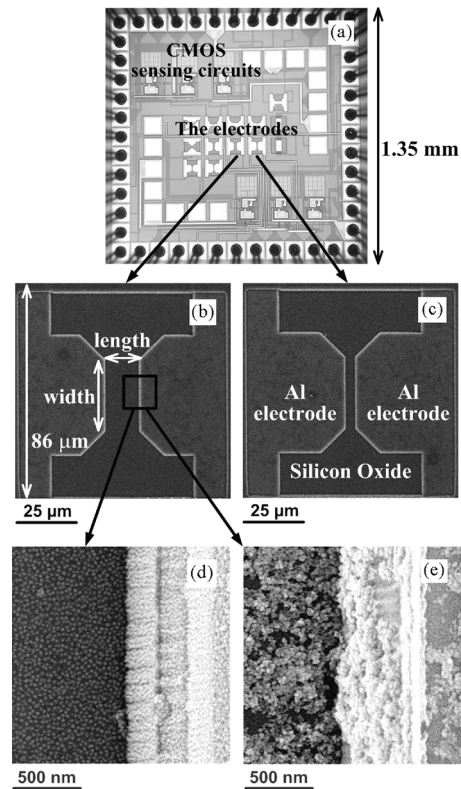 (a)
CMOS
sensing circuits
The electrodes
1.35 mm
(b)
length
width
86 μm
25 μm
(c)
Al
electrode
Al
electrode
Silicon Oxide
25 μm
(d)
500 nm
(e)
500 nm